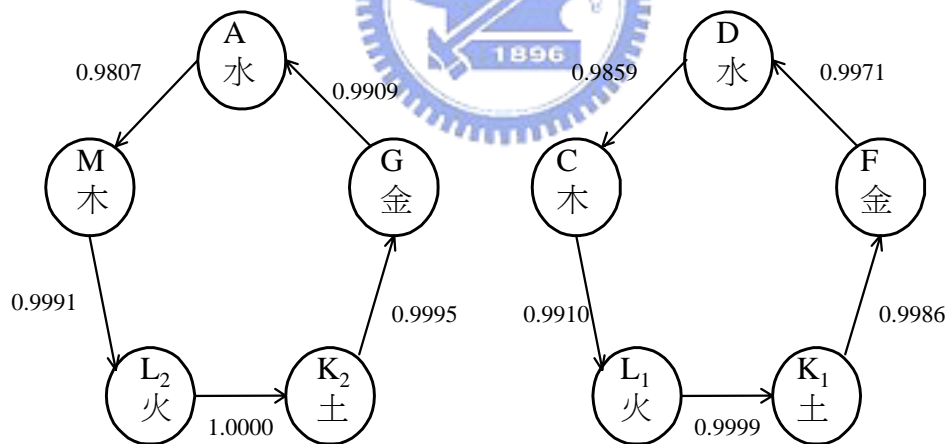 1896
A
水
0.9807
0.9909
M
木
G
金
0.9991
0.9995
L₂
火
K₂
土
1.0000
D
水
0.9859
0.9971
C
木
F
金
0.9910
0.9986
L₁
火
K₁
土
0.9999